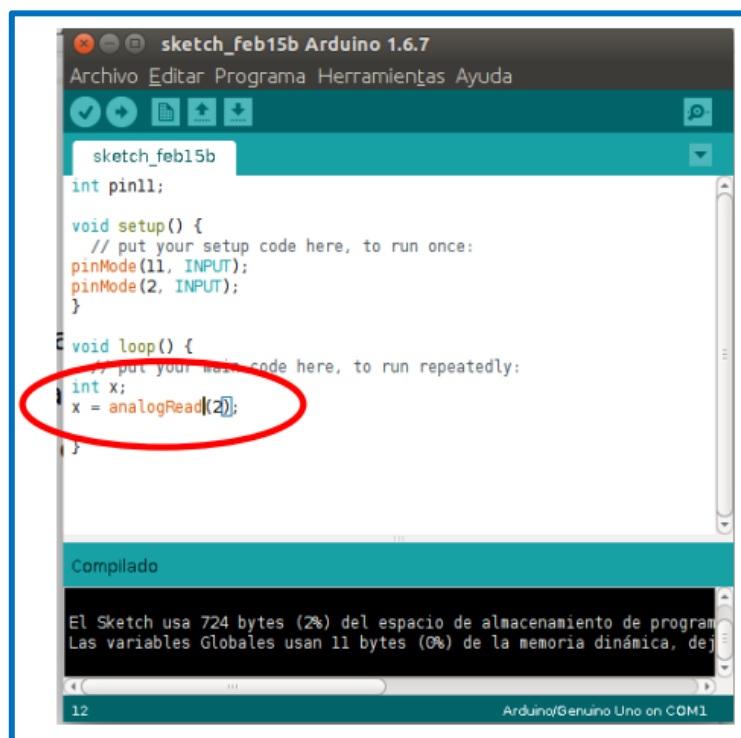 sketch_feb15b Arduino 1.6.7
Archivo Editar Programa Herramientas Ayuda
sketch_feb15b
int pin11;
void setup() {
// put your setup code here, to run once:
pinMode(11, INPUT);
pinMode(2, INPUT);
}
void loop() {
// put your main code here, to run repeatedly:
int x;
x = analogRead(2);
}
Compilado
El Sketch usa 724 bytes (2%) del espacio de almacenamiento de program
Las variables Globales usan 11 bytes (0%) de la memoria dinámica, dej
12
Arduino/Genuino Uno on COM1